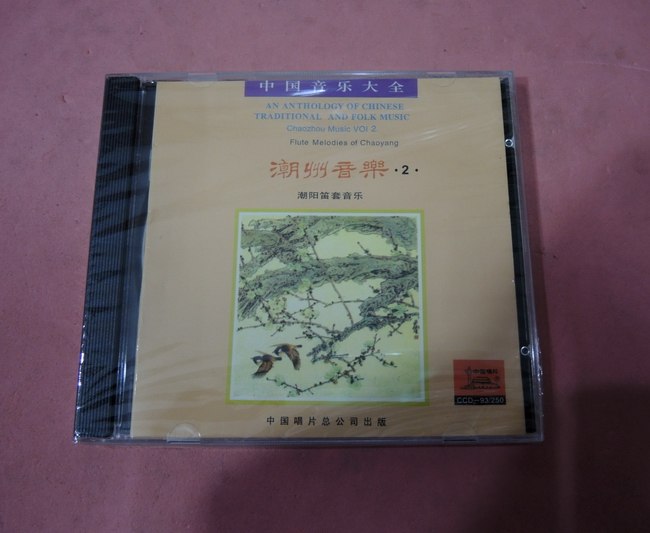 中国音乐大全
AN ANTHOLOGY OF CHINESE
TRADITIONAL AND FOLK MUSIC
Chaozhou Music VOl 2
Flute Melodies of Chaoyang
潮州音樂·2·
潮阳笛套音乐
中国唱片
CCD-93/250
中国唱片总公司出版